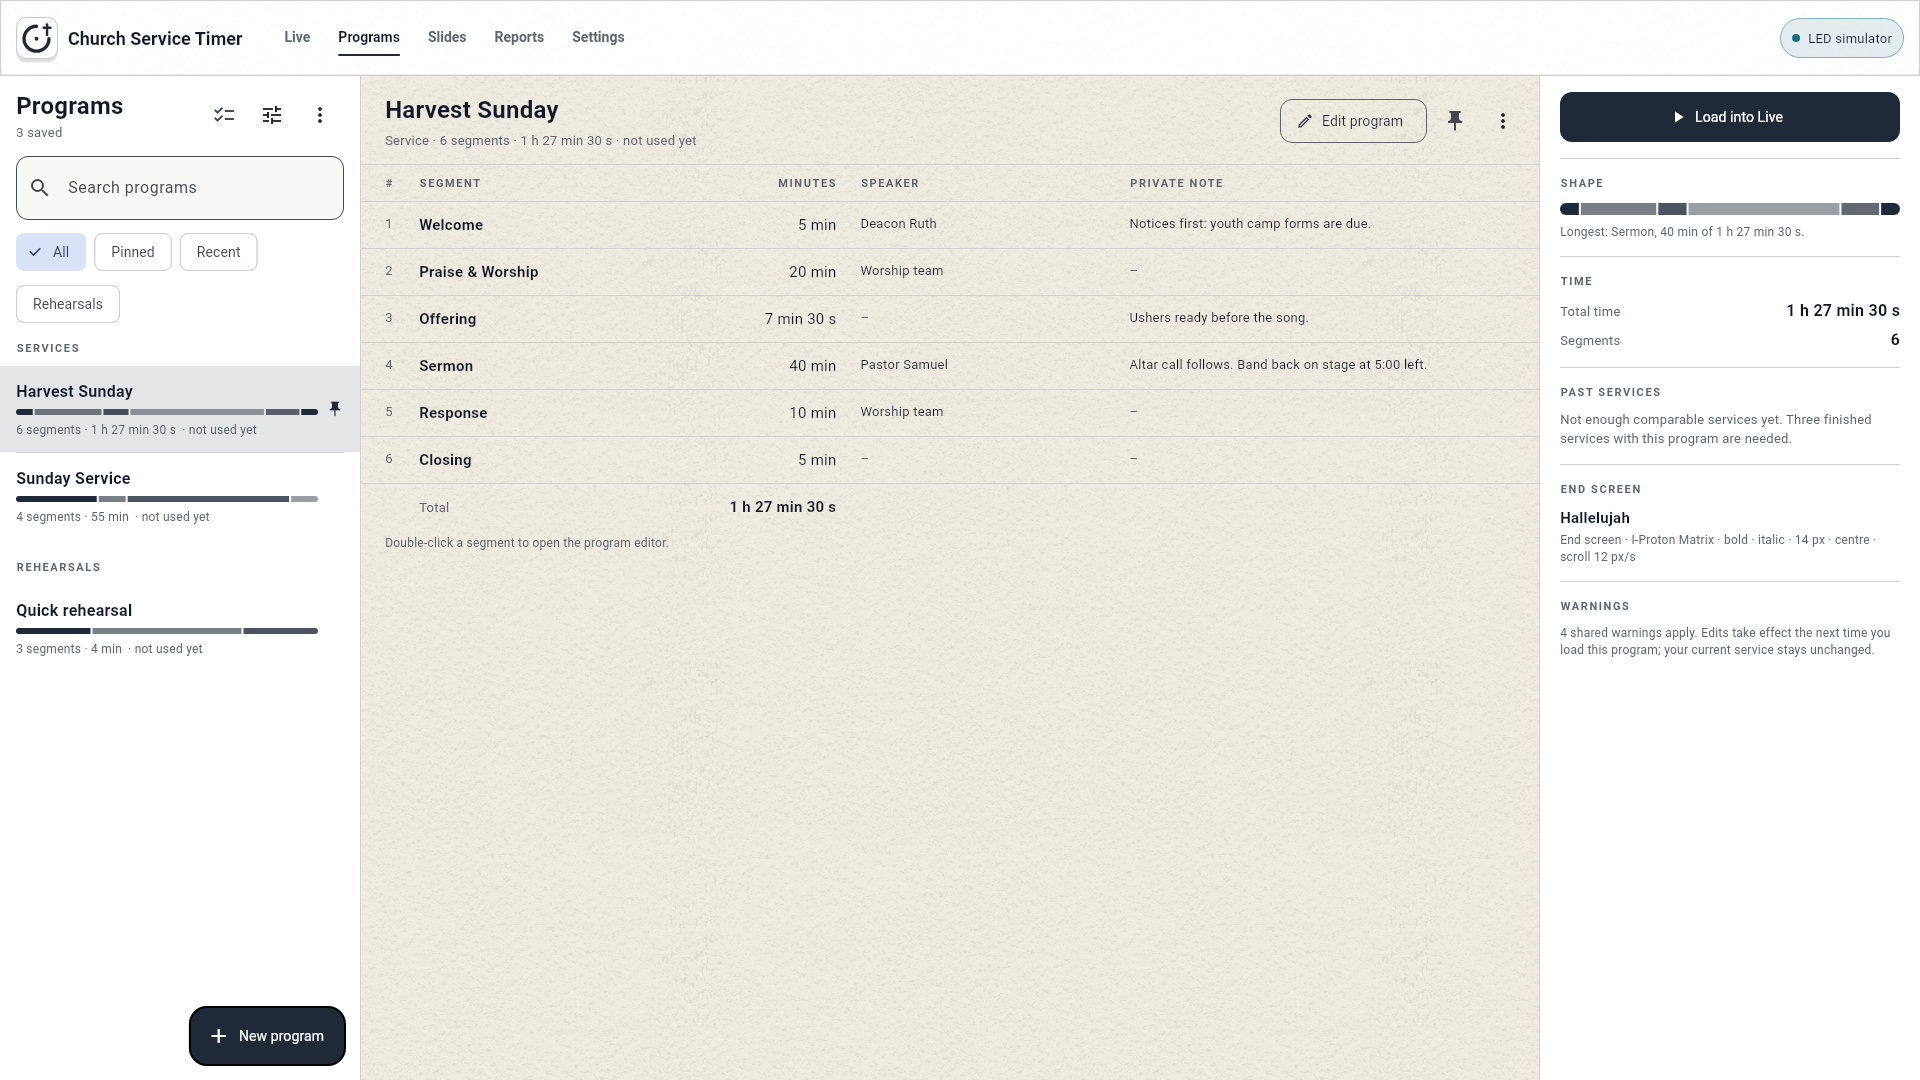 Church Service Timer
Live
Programs
Slides
Reports
Settings
LED simulator
Programs
3 saved
Search programs
All
Pinned
Recent
Rehearsals
SERVICES
Harvest Sunday
6 segments · 1 h 27 min 30 s · not used yet
Sunday Service
4 segments · 55 min · not used yet
REHEARSALS
Quick rehearsal
3 segments · 4 min · not used yet
New program
Harvest Sunday
Service · 6 segments · 1 h 27 min 30 s · not used yet
Edit program
# SEGMENT MINUTES SPEAKER PRIVATE NOTE
1 Welcome 5 min Deacon Ruth Notices first: youth camp forms are due.
2 Praise & Worship 20 min Worship team –
3 Offering 7 min 30 s – Ushers ready before the song.
4 Sermon 40 min Pastor Samuel Altar call follows. Band back on stage at 5:00 left.
5 Response 10 min Worship team –
6 Closing 5 min – –
Total 1 h 27 min 30 s
Double-click a segment to open the program editor.
Load into Live
SHAPE
Longest: Sermon, 40 min of 1 h 27 min 30 s.
TIME
Total time 1 h 27 min 30 s
Segments 6
PAST SERVICES
Not enough comparable services yet. Three finished
services with this program are needed.
END SCREEN
Hallelujah
End screen · I-Proton Matrix · bold · italic · 14 px · centre ·
scroll 12 px/s
WARNINGS
4 shared warnings apply. Edits take effect the next time you
load this program; your current service stays unchanged.